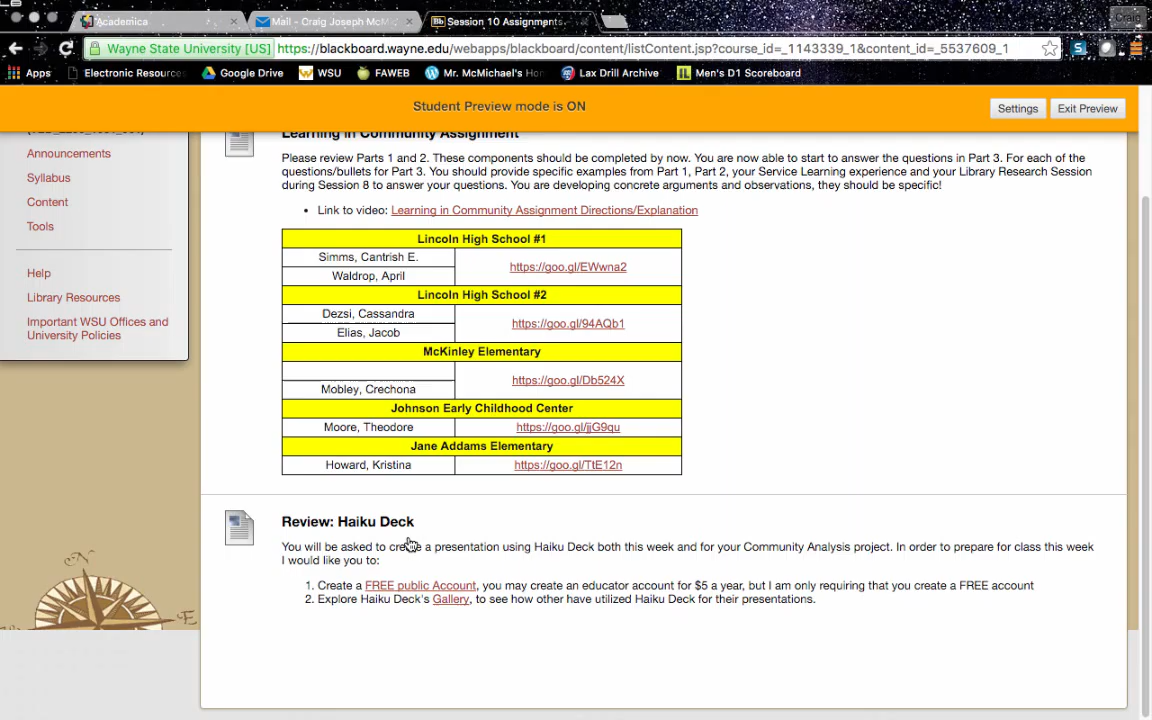 Academica
Mail - Craig Joseph McM
Session 10 Assignments
Craig
Wayne State University [US]
https://blackboard.wayne.edu/webapps/blackboard/content/listContent.jsp?course_id=_1143339_1&content_id=_5537609_1
Apps
Electronic Resources
Google Drive
WSU
FAWEB
Mr. McMichael's Hom
Lax Drill Archive
Men's D1 Scoreboard
Student Preview mode is ON
Settings
Exit Preview
Announcements
Syllabus
Content
Tools
Help
Library Resources
Important WSU Offices and
University Policies
Learning in Community Assignment
Please review Parts 1 and 2. These components should be completed by now. You are now able to start to answer the questions in Part 3. For each of the
questions/bullets for Part 3. You should provide specific examples from Part 1, Part 2, your Service Learning experience and your Library Research Session
during Session 8 to answer your questions. You are developing concrete arguments and observations, they should be specific!
• Link to video: Learning in Community Assignment Directions/Explanation
Lincoln High School #1
Simms, Cantrish E.
Waldrop, April
https://goo.gl/EWwna2
Lincoln High School #2
Dezsi, Cassandra
Elias, Jacob
https://goo.gl/94AQb1
McKinley Elementary
Mobley, Crechona
https://goo.gl/Db524X
Johnson Early Childhood Center
Moore, Theodore https://goo.gl/jjG9qu
Jane Addams Elementary
Howard, Kristina https://goo.gl/TtE12n
Review: Haiku Deck
You will be asked to create a presentation using Haiku Deck both this week and for your Community Analysis project. In order to prepare for class this week
I would like you to:
1. Create a FREE public Account, you may create an educator account for $5 a year, but I am only requiring that you create a FREE account
2. Explore Haiku Deck's Gallery, to see how other have utilized Haiku Deck for their presentations.
N
E